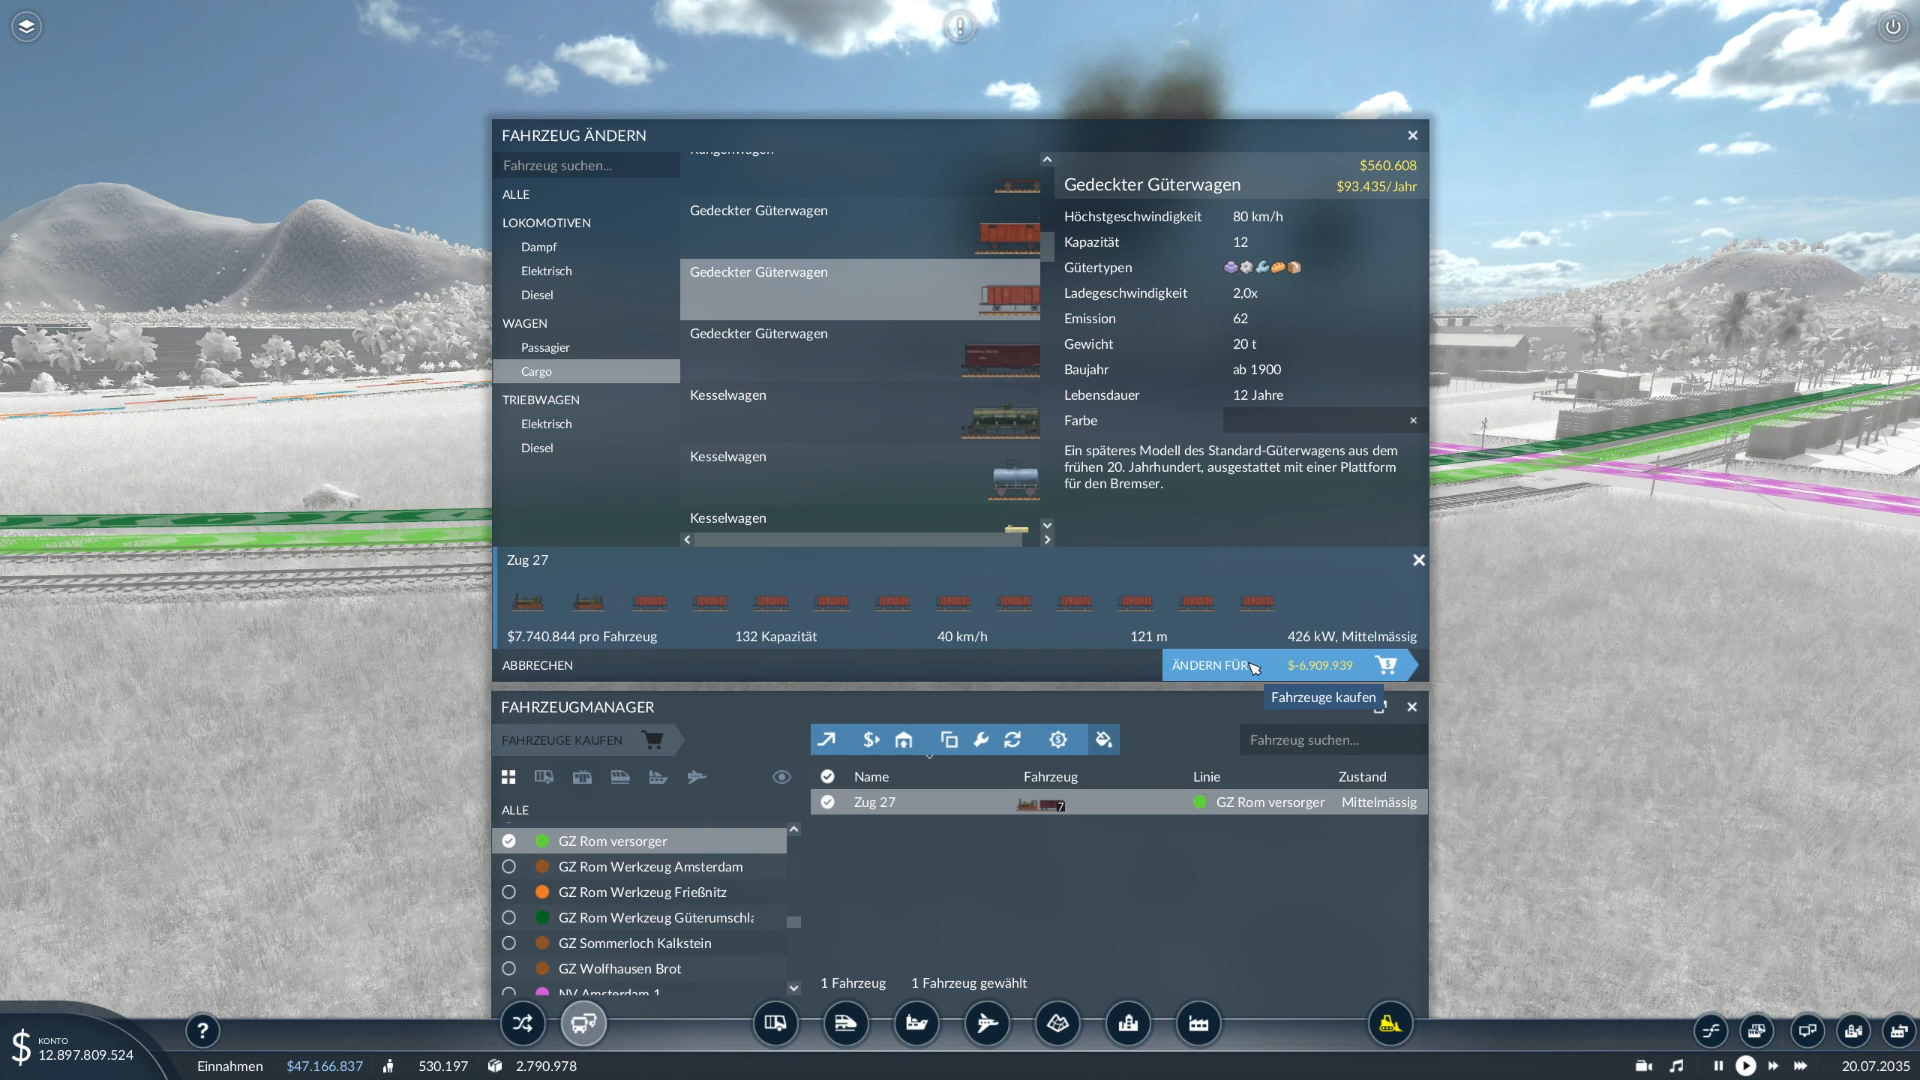 FAHRZEUG ÄNDERN
Fahrzeug suchen...
ALLE
LOKOMOTIVEN
Dampf
Elektrisch
Diesel
WAGEN
Passagier
Cargo
TRIEBWAGEN
Elektrisch
Diesel
Rungenwagen
Gedeckter Güterwagen
Gedeckter Güterwagen
Gedeckter Güterwagen
Kesselwagen
Kesselwagen
Kesselwagen
$560.608
Gedeckter Güterwagen
$93.435/Jahr
Höchstgeschwindigkeit 80 km/h
Kapazität 12
Gütertypen
Ladegeschwindigkeit 2,0x
Emission 62
Gewicht 20 t
Baujahr ab 1900
Lebensdauer 12 Jahre
Farbe
Ein späteres Modell des Standard-Güterwagens aus dem
frühen 20. Jahrhundert, ausgestattet mit einer Plattform
für den Bremser.
Zug 27
$7.740.844 pro Fahrzeug 132 Kapazität 40 km/h 121 m 426 kW, Mittelmässig
ABBRECHEN
ÄNDERN FÜR $-6.909.939
Fahrzeuge kaufen
FAHRZEUGMANAGER
FAHRZEUGE KAUFEN
Fahrzeug suchen...
ALLE
GZ Rom versorger
GZ Rom Werkzeug Amsterdam
GZ Rom Werkzeug Frießnitz
GZ Rom Werkzeug Güterumschla
GZ Sommerloch Kalkstein
GZ Wolfhausen Brot
NV Amsterdam 1
Name Fahrzeug Linie Zustand
Zug 27 7 GZ Rom versorger Mittelmässig
1 Fahrzeug 1 Fahrzeug gewählt
KONTO
12.897.809.524
?
Einnahmen $47.166.837 530.197 2.790.978
20.07.2035